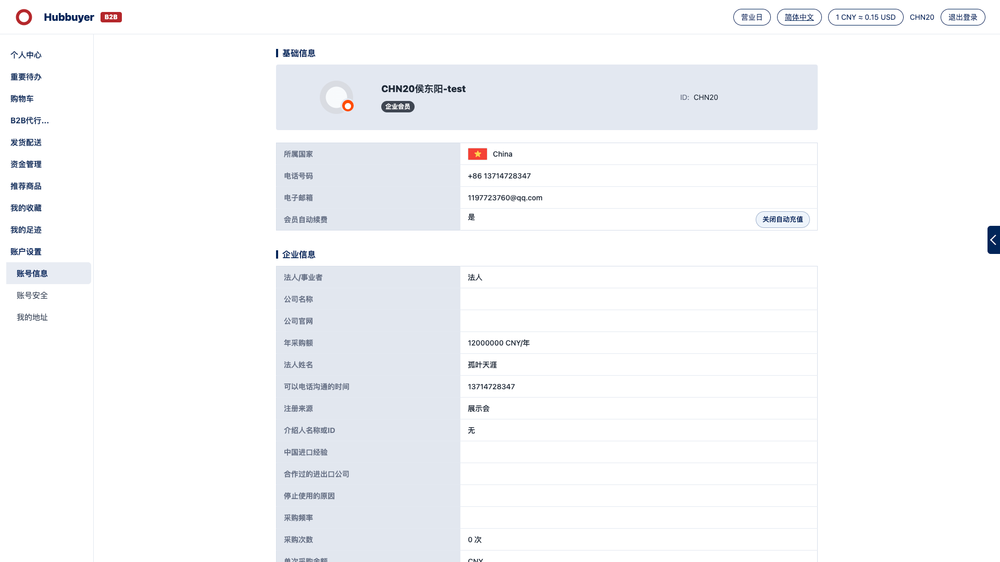 Hubbuyer B2B
营业日 简体中文 1 CNY ≈ 0.15 USD CHN20 退出登录
个人中心
重要待办
购物车
B2B代行...
发货配送
资金管理
推荐商品
我的收藏
我的足迹
账户设置
账号信息
账号安全
我的地址
基础信息
CHN20侯东阳-test
企业会员
ID: CHN20
所属国家 China
电话号码 +86 13714728347
电子邮箱 1197723760@qq.com
会员自动续费 是 关闭自动充值
企业信息
法人/事业者 法人
公司名称
公司官网
年采购额 12000000 CNY/年
法人姓名 孤叶天涯
可以电话沟通的时间 13714728347
注册来源 展示会
介绍人名称或ID 无
中国进口经验
合作过的进出口公司
停止使用的原因
采购频率
采购次数 0 次
单次采购金额 CNY